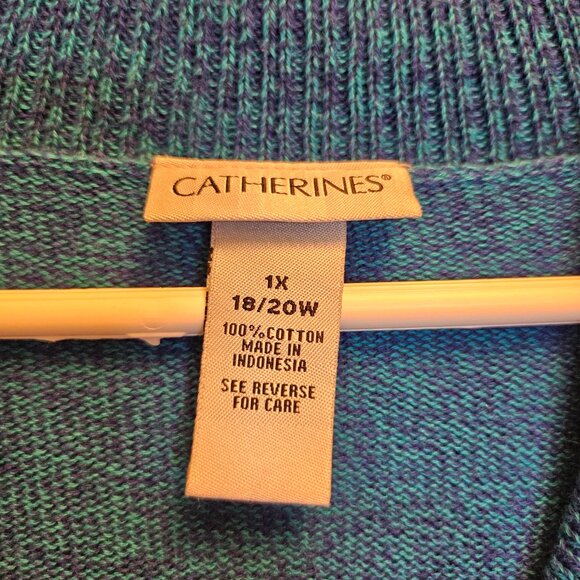 CATHERINES®
1X
18/20W
100%COTTON
MADE IN
INDONESIA
SEE REVERSE
FOR CARE